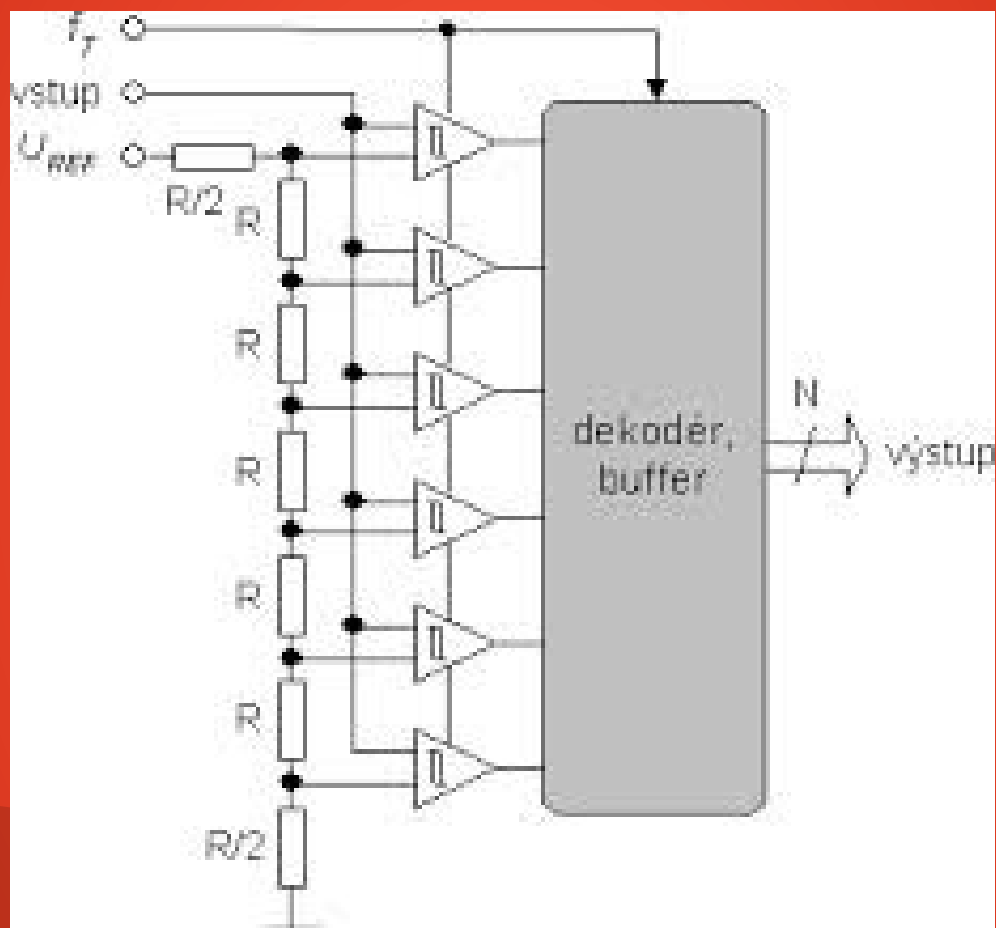 f_T
vstup
U_REF
R/2
R
R
R
R
R
R/2
dekodér,
buffer
N
výstup